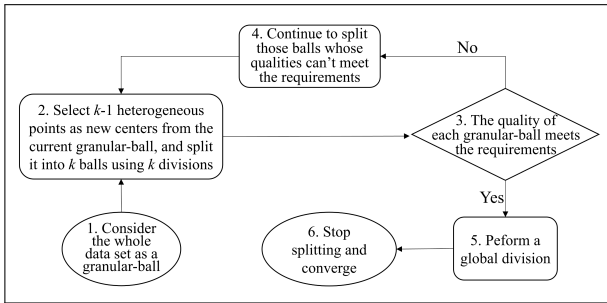 4. Continue to split
those balls whose
qualities can't meet
the requirements
No
2. Select k-1 heterogeneous
points as new centers from the
current granular-ball, and split
it into k balls using k divisions
3. The quality of
each granular-ball meets
the requirements
Yes
1. Consider
the whole
data set as a
granular-ball
6. Stop
splitting and
converge
5. Peform a
global division